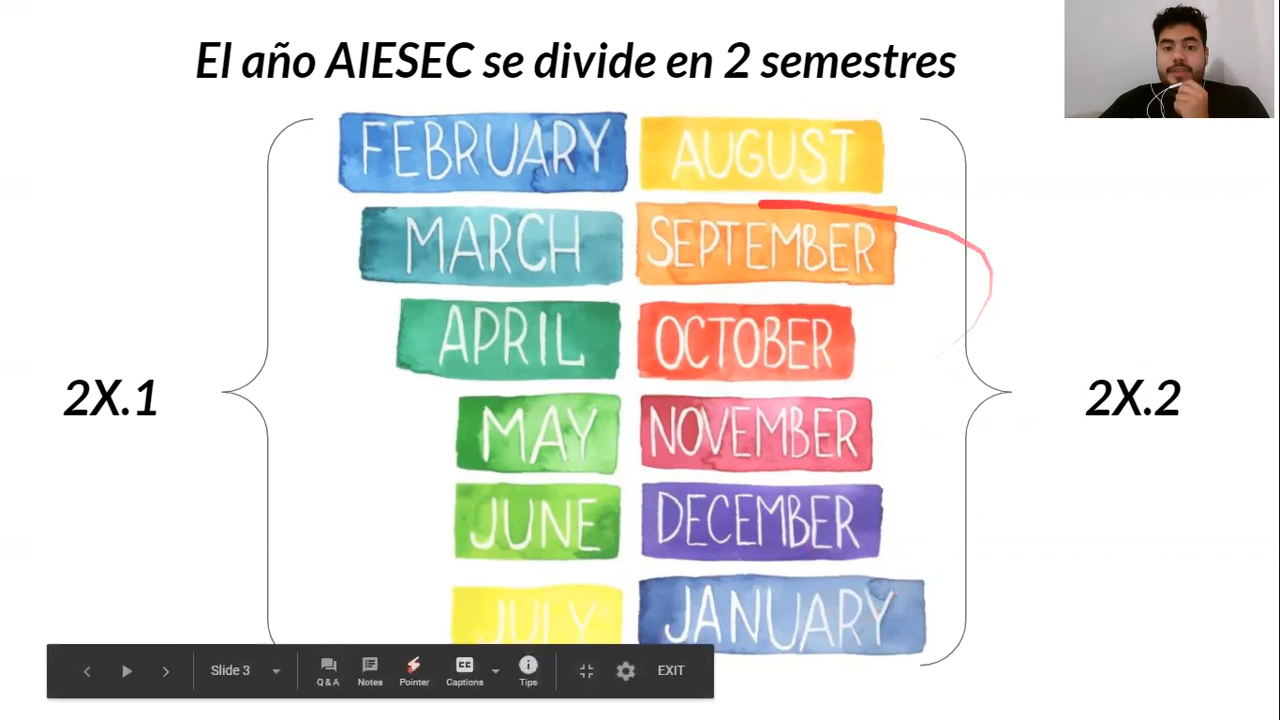 El año AIESEC se divide en 2 semestres
FEBRUARY
MARCH
APRIL
MAY
JUNE
JULY
AUGUST
SEPTEMBER
OCTOBER
NOVEMBER
DECEMBER
JANUARY
2X.1
2X.2
Slide 3
Q&A
Notes
Pointer
CC
Captions
Tips
EXIT